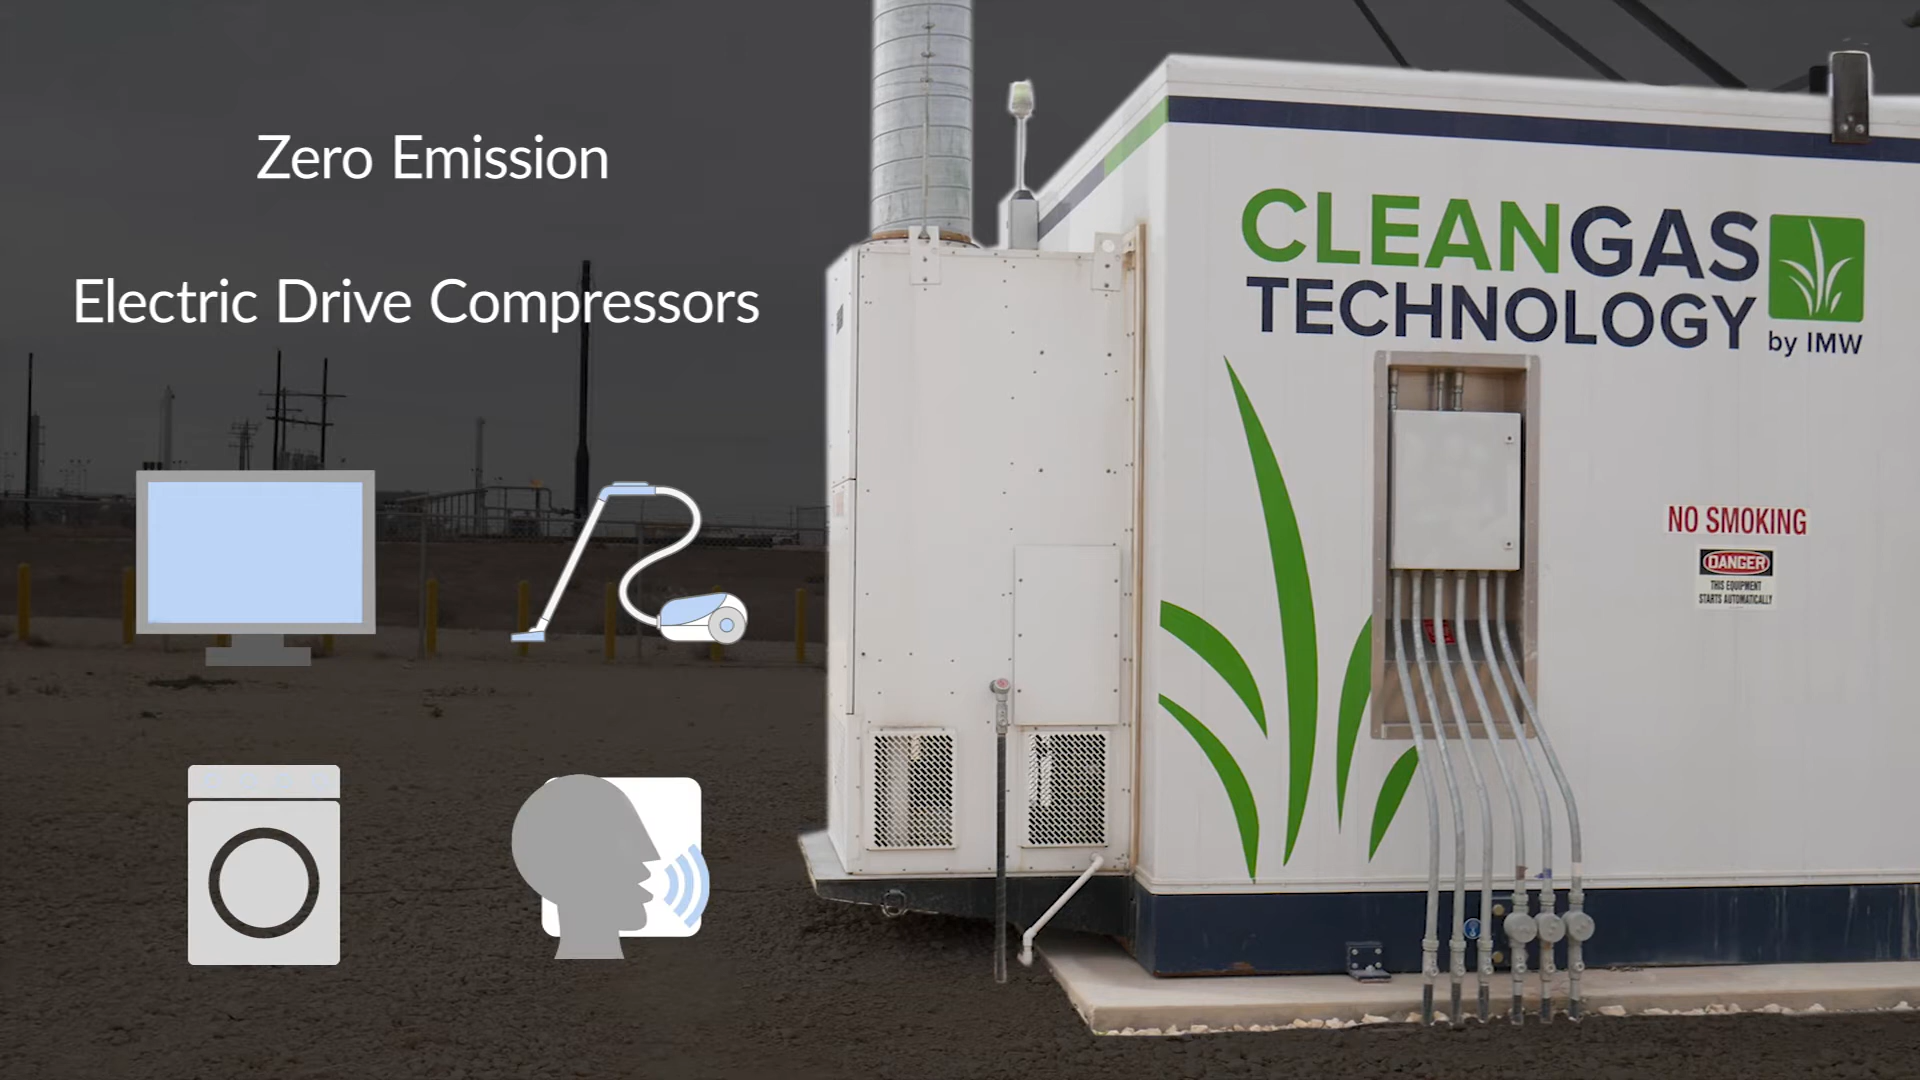 Zero Emission
Electric Drive Compressors
CLEANGAS
TECHNOLOGY
by IMW
NO SMOKING
DANGER
THIS EQUIPMENT
STARTS AUTOMATICALLY